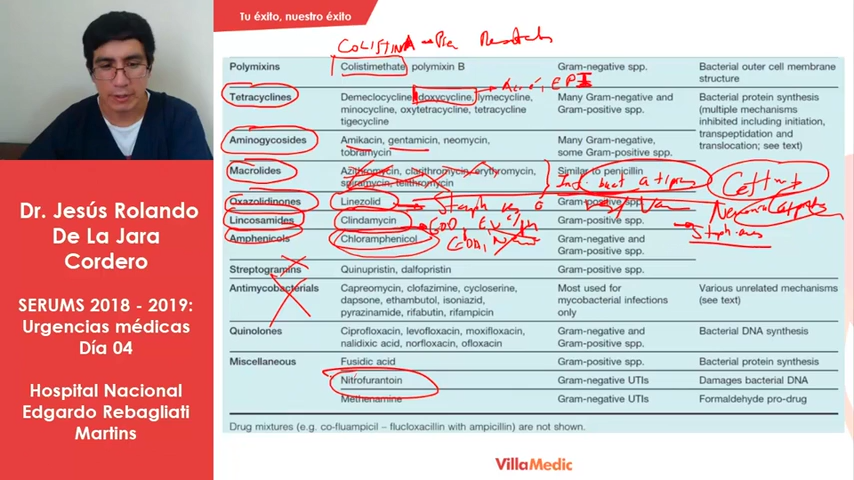 Tu éxito, nuestro éxito
Dr. Jesús Rolando
De La Jara
Cordero
SERUMS 2018 - 2019:
Urgencias médicas
Día 04
Hospital Nacional
Edgardo Rebagliati
Martins
COLISTINA
Polymixins Colistimethate, polymixin B Gram-negative spp. Bacterial outer cell membrane
structure
Tetracyclines Demeclocycline, doxycycline, lymecycline, Many Gram-negative and Bacterial protein synthesis
minocycline, oxytetracycline, tetracycline Gram-positive spp. (multiple mechanisms
tigecycline inhibited including initiation,
Aminogycosides Amikacin, gentamicin, neomycin, Many Gram-negative, transpeptidation and
tobramycin some Gram-positive spp. translocation; see text)
Macrolides Azithromycin, clarithromycin, erythromycin, Similar to penicillin
spiramycin, telithromycin
Oxazolidinones Linezolid Gram-positive spp.
Lincosamides Clindamycin Gram-positive spp.
Amphenicols Chloramphenicol Gram-negative and
Gram-positive spp.
Streptogramins Quinupristin, dalfopristin Gram-positive spp.
Antimycobacterials Capreomycin, clofazimine, cycloserine, Most used for Various unrelated mechanisms
dapsone, ethambutol, isoniazid, mycobacterial infections (see text)
pyrazinamide, rifabutin, rifampicin only
Quinolones Ciprofloxacin, levofloxacin, moxifloxacin, Gram-negative and Bacterial DNA synthesis
nalidixic acid, norfloxacin, ofloxacin Gram-positive spp.
Miscellaneous Fusidic acid Gram-positive spp. Bacterial protein synthesis
Nitrofurantoin Gram-negative UTIs Damages bacterial DNA
Methenamine Gram-negative UTIs Formaldehyde pro-drug
Drug mixtures (e.g. co-fluampicil – flucloxacillin with ampicillin) are not shown.
VillaMedic